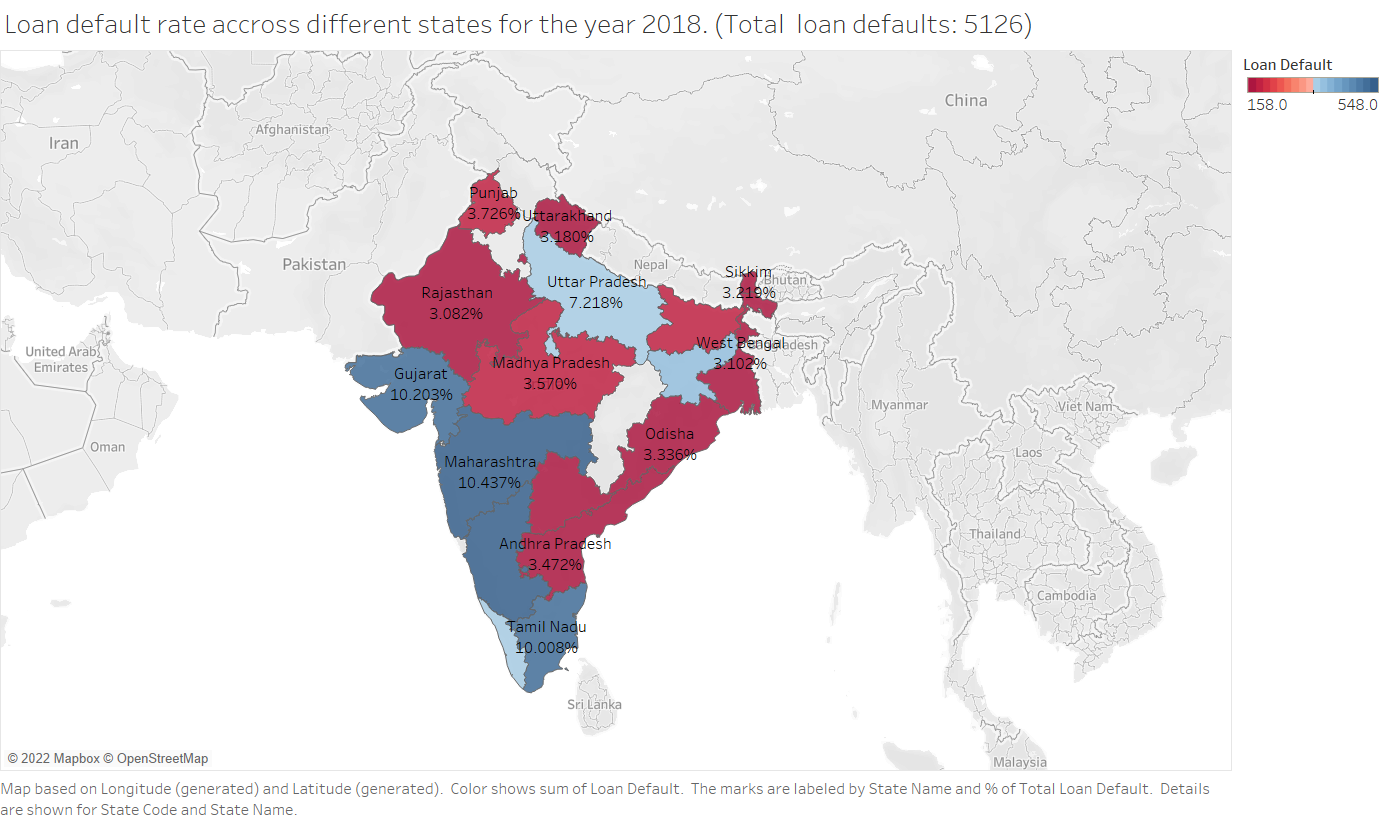 Loan default rate accross different states for the year 2018. (Total  loan defaults: 5126)
Loan Default
158.0
548.0
China
Afghanistan
Iran
Punjab
3.726%
Uttarakhand
3.180%
Pakistan
Nepal
Sikkim
3.219%
Bhutan
Uttar Pradesh
7.218%
Rajasthan
3.082%
United Arab
Emirates
West Bengal
3.102%
Madhya Pradesh
3.570%
Gujarat
10.203%
Myanmar
Viet Nam
Oman
Odisha
3.336%
Laos
Maharashtra
10.437%
Thailand
Andhra Pradesh
3.472%
Cambodia
Tamil Nadu
10.008%
Sri Lanka
Malaysia
© 2022 Mapbox © OpenStreetMap
Map based on Longitude (generated) and Latitude (generated).  Color shows sum of Loan Default.  The marks are labeled by State Name and % of Total Loan Default.  Details
are shown for State Code and State Name.